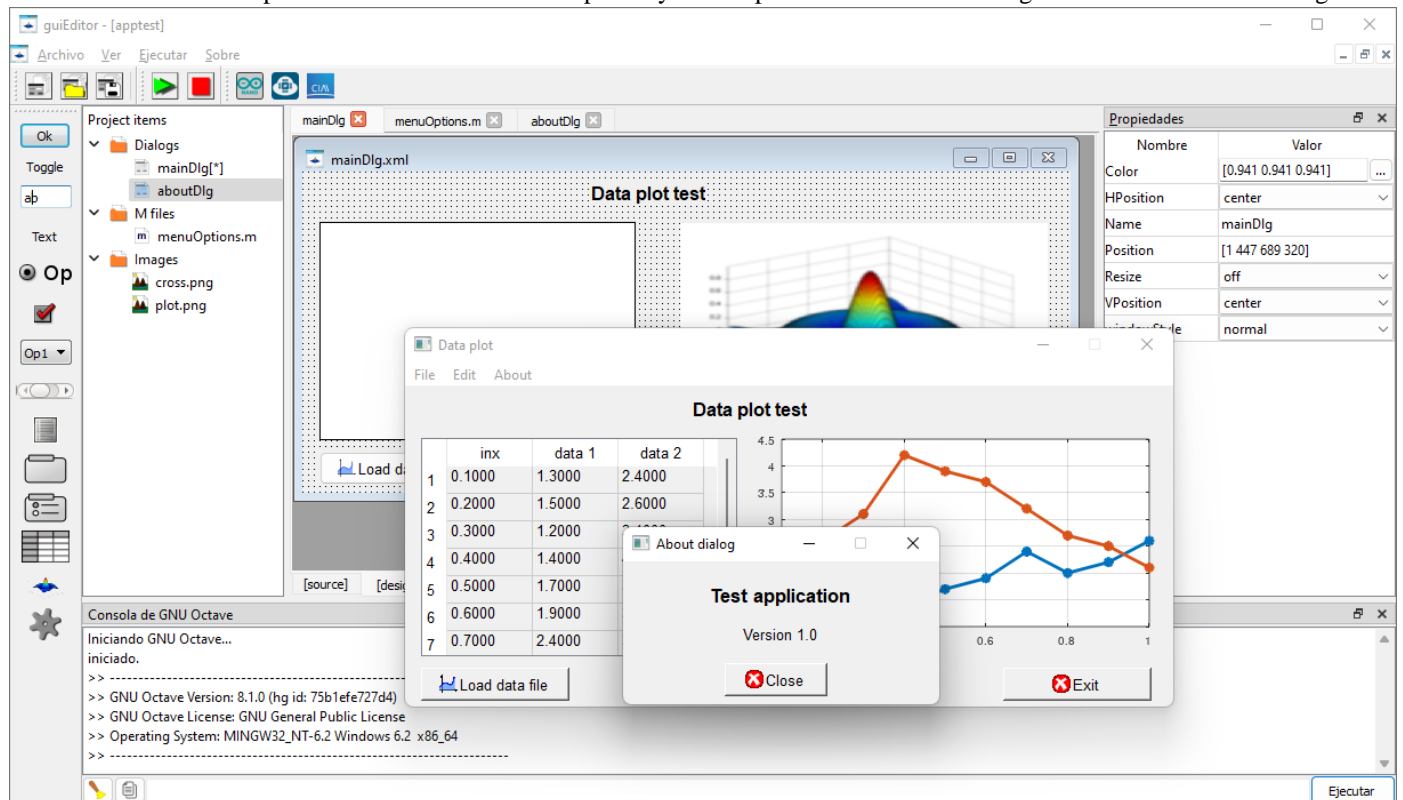 guiEditor - [apptest]
Archivo Ver Ejecutar Sobre
NANO
CIAA
Ok
Toggle
ab
Text
Op
Op1
Project items
Dialogs
mainDlg[*]
aboutDlg
M files
menuOptions.m
Images
cross.png
plot.png
mainDlg menuOptions.m aboutDlg
mainDlg.xml
Data plot test
Load da
[source]
Propiedades
Nombre Valor
Color [0.941 0.941 0.941] ...
HPosition center
Name mainDlg
Position [1 447 689 320]
Resize off
VPosition center
normal
Data plot
File Edit About
Data plot test
inx data 1 data 2
1 0.1000 1.3000 2.4000
2 0.2000 1.5000 2.6000
3 0.3000 1.2000
4 0.4000 1.4000
5 0.5000 1.7000
6 0.6000 1.9000
7 0.7000 2.4000
4.5
4
3.5
3
0.6 0.8 1
Load data file
Exit
About dialog
Test application
Version 1.0
Close
Consola de GNU Octave
Iniciando GNU Octave...
iniciado.
>> ----------------------------------------------------------------
>> GNU Octave Version: 8.1.0 (hg id: 75b1efe727d4)
>> GNU Octave License: GNU General Public License
>> Operating System: MINGW32_NT-6.2 Windows 6.2 x86_64
>> ----------------------------------------------------------------
Ejecutar